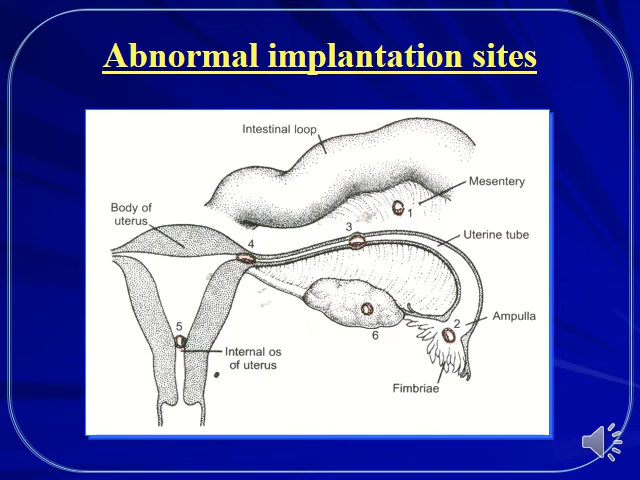 Abnormal implantation sites
Intestinal loop
Mesentery
1
Body of
uterus
3
Uterine tube
4
Ampulla
2
5
6
Internal os
of uterus
Fimbriae